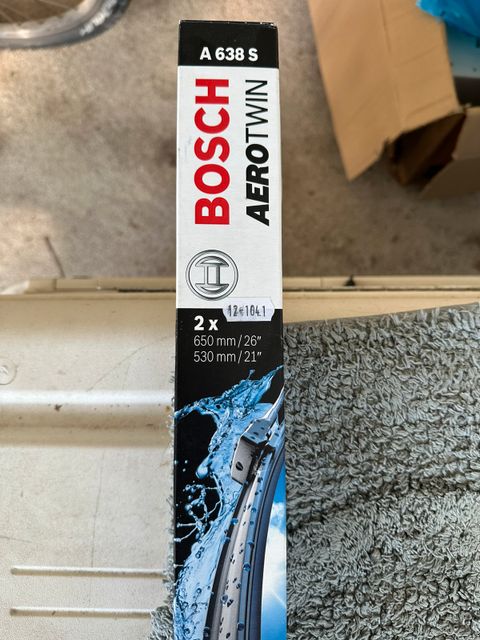 A 638 S
BOSCH
AEROTWIN
12-1041
2 x
650 mm / 26"
530 mm / 21"